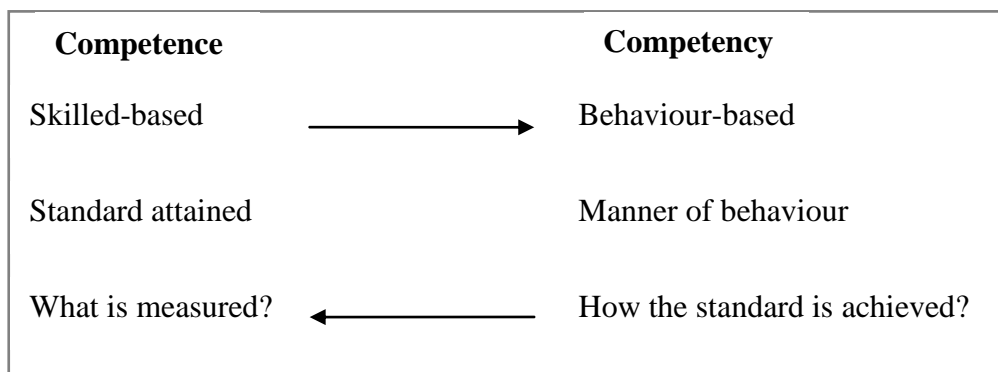 Competence Competency
Skilled-based Behaviour-based
Standard attained Manner of behaviour
What is measured? How the standard is achieved?